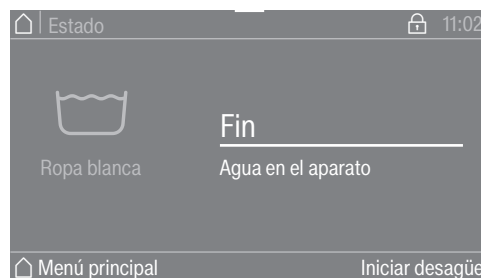 Estado 11:02
Fin
Ropa blanca Agua en el aparato
Menú principal Iniciar desagüe